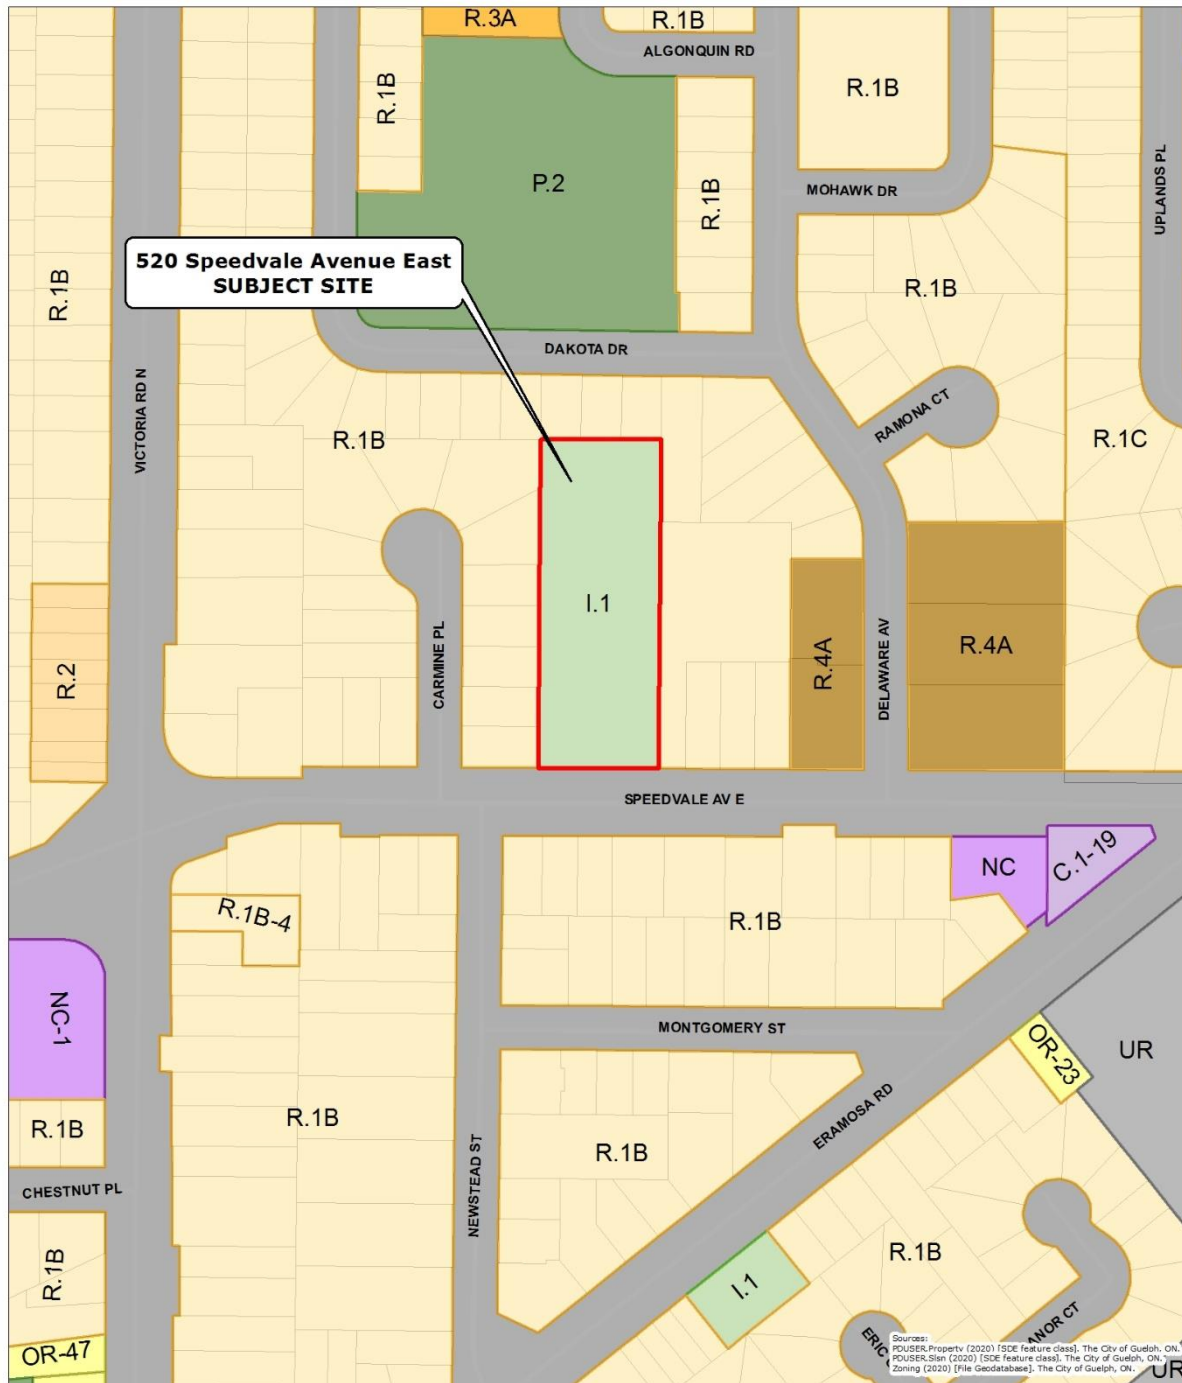 R.3A
R.1B
ALGONQUIN RD
R.1B
R.1B
P.2
R.1B
MOHAWK DR
UPLANDS PL
520 Speedvale Avenue East
SUBJECT SITE
R.1B
R.1B
DAKOTA DR
VICTORIA RD N
R.1B
RAMONA CT
R.1C
I.1
CARMINE PL
R.2
R.4A
DELAWARE AV
R.4A
SPEEDVALE AV E
NC
C.1-19
R.1B-4
R.1B
NC-1
MONTGOMERY ST
OR-23
UR
R.1B
R.1B
ERAMOSA RD
R.1B
NEWSTEAD ST
CHESTNUT PL
R.1B
R.1B
I.1
OR-47
ERIC
ANOR CT
Sources:
PDUSER.Property (2020) [SDE feature class]. The City of Guelph, ON.
PDUSER.Slsn (2020) [SDE feature class]. The City of Guelph, ON.
Zoning (2020) [File Geodatabase]. The City of Guelph, ON.
UR